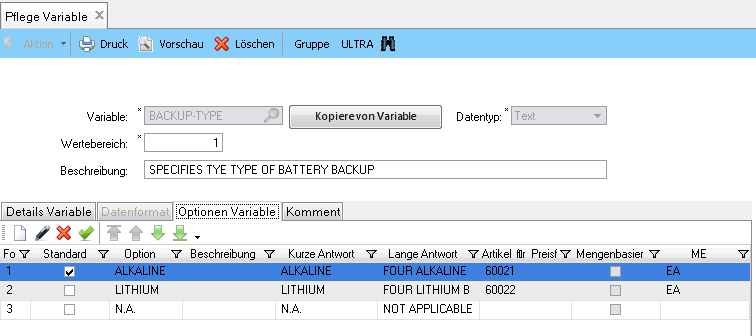 Pflege Variable
Aktion Druck Vorschau Löschen Gruppe ULTRA
Variable: * BACKUP-TYPE Kopiere von Variable Datentyp: * Text
Wertebereich: * 1
Beschreibung: SPECIFIES TYE TYPE OF BATTERY BACKUP
Details Variable Datenformat Optionen Variable Komment
Fo Standard Option Beschreibung Kurze Antwort Lange Antwort Artikel für Preisf Mengenbasier ME
1 ALKALINE ALKALINE FOUR ALKALINE 60021 EA
2 LITHIUM LITHIUM FOUR LITHIUM B 60022 EA
3 N.A. N.A. NOT APPLICABLE